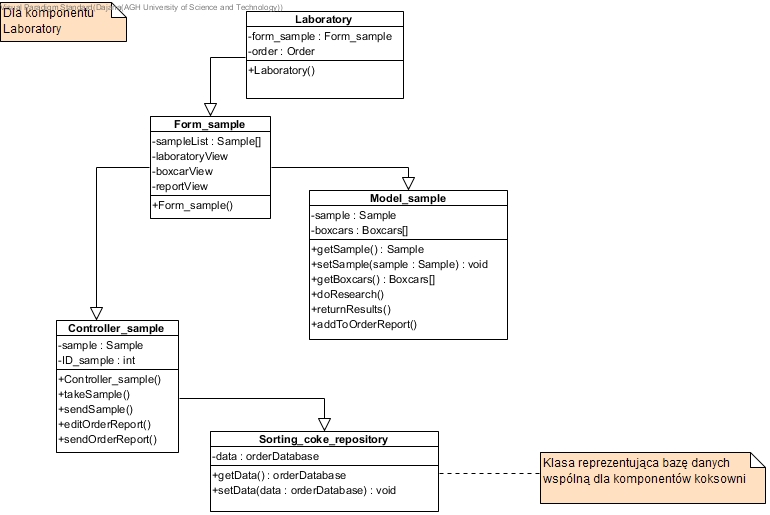 Visual Paradigm Standard(Dajana(AGH University of Science and Technology))
Dla komponentu
Laboratory
Laboratory
-form_sample : Form_sample
-order : Order
+Laboratory()
Form_sample
-sampleList : Sample[]
-laboratoryView
-boxcarView
-reportView
+Form_sample()
Model_sample
-sample : Sample
-boxcars : Boxcars[]
+getSample() : Sample
+setSample(sample : Sample) : void
+getBoxcars() : Boxcars[]
+doResearch()
+returnResults()
+addToOrderReport()
Controller_sample
-sample : Sample
-ID_sample : int
+Controller_sample()
+takeSample()
+sendSample()
+editOrderReport()
+sendOrderReport()
Sorting_coke_repository
-data : orderDatabase
+getData() : orderDatabase
+setData(data : orderDatabase) : void
Klasa reprezentująca bazę danych
wspólną dla komponentów koksowni